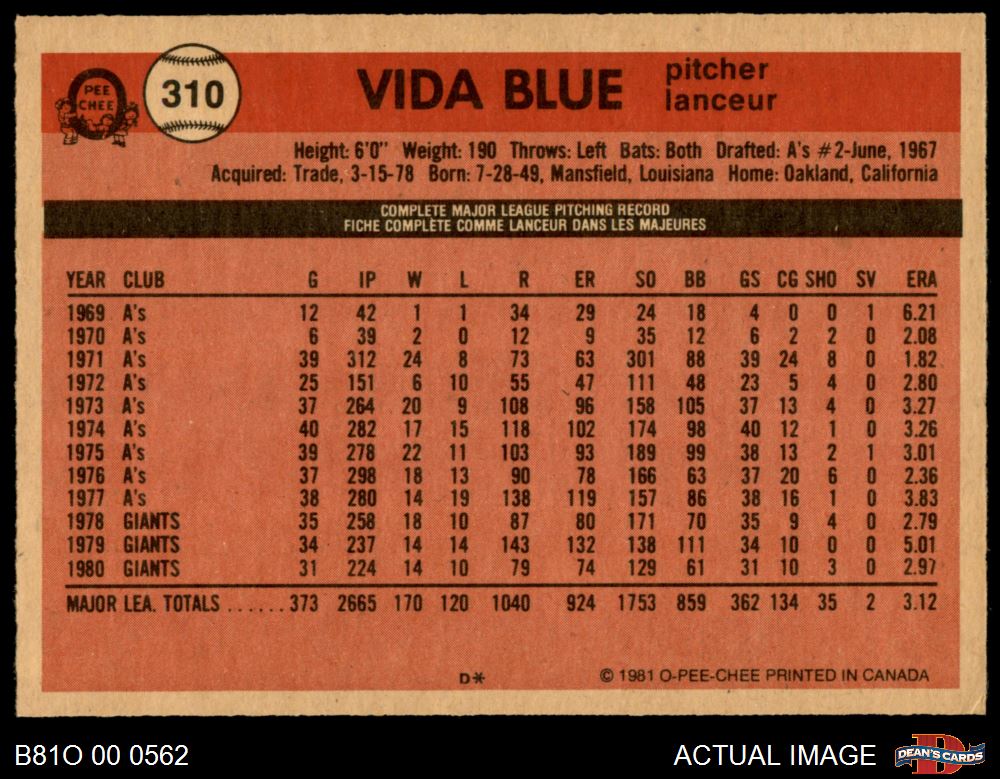 PEE
CHEE
310
VIDA BLUE
pitcher
lanceur
Height: 6'0" Weight: 190 Throws: Left Bats: Both Drafted: A's #2-June, 1967
Acquired: Trade, 3-15-78 Born: 7-28-49, Mansfield, Louisiana Home: Oakland, California
COMPLETE MAJOR LEAGUE PITCHING RECORD
FICHE COMPLÈTE COMME LANCEUR DANS LES MAJEURES
YEAR CLUB G IP W L R ER SO BB GS CG SHO SV ERA
1969 A's 12 42 1 1 34 29 24 18 4 0 0 1 6.21
1970 A's 6 39 2 0 12 9 35 12 6 2 2 0 2.08
1971 A's 39 312 24 8 73 63 301 88 39 24 8 0 1.82
1972 A's 25 151 6 10 55 47 111 48 23 5 4 0 2.80
1973 A's 37 264 20 9 108 96 158 105 37 13 4 0 3.27
1974 A's 40 282 17 15 118 102 174 98 40 12 1 0 3.26
1975 A's 39 278 22 11 103 93 189 99 38 13 2 1 3.01
1976 A's 37 298 18 13 90 78 166 63 37 20 6 0 2.36
1977 A's 38 280 14 19 138 119 157 86 38 16 1 0 3.83
1978 GIANTS 35 258 18 10 87 80 171 70 35 9 4 0 2.79
1979 GIANTS 34 237 14 14 143 132 138 111 34 10 0 0 5.01
1980 GIANTS 31 224 14 10 79 74 129 61 31 10 3 0 2.97
MAJOR LEA. TOTALS ...... 373 2665 170 120 1040 924 1753 859 362 134 35 2 3.12
D* © 1981 O-PEE-CHEE PRINTED IN CANADA
B81O 00 0562
ACTUAL IMAGE
D
DEAN'S CARDS